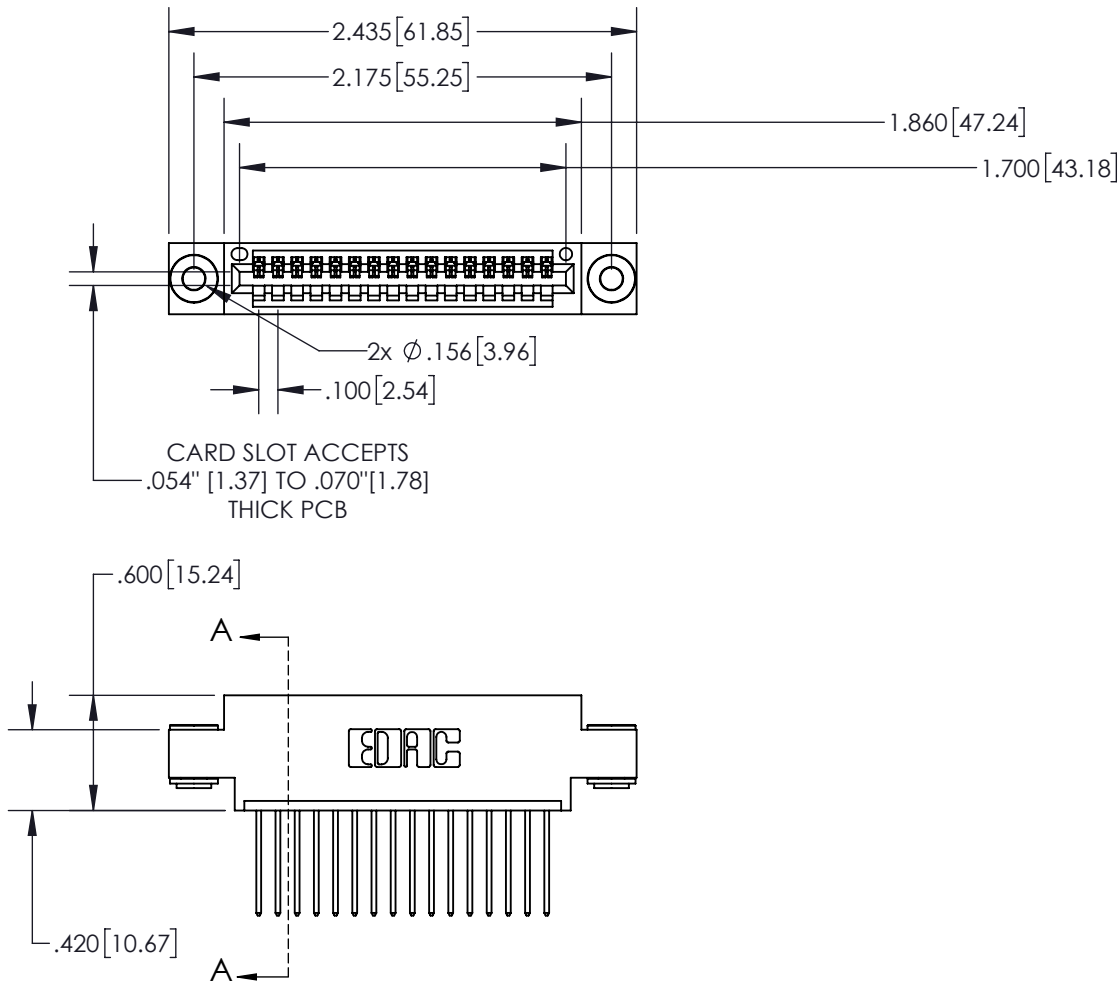 2.435[61.85]
2.175[55.25]
1.860[47.24]
1.700[43.18]
2x Ø.156[3.96]
.100[2.54]
CARD SLOT ACCEPTS
.054" [1.37] TO .070"[1.78]
THICK PCB
.600[15.24]
A
EDAC
.420[10.67]
A